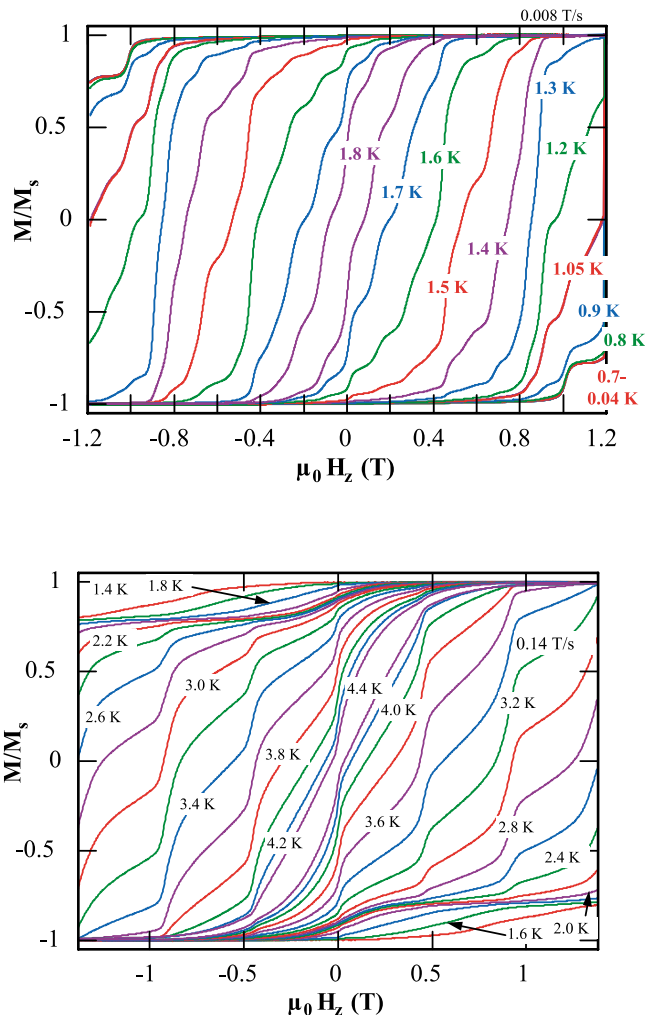 0.008 T/s
1
0.5
0
-0.5
-1
M/Ms
1.3 K
1.8 K
1.6 K
1.2 K
1.7 K
1.4 K
1.05 K
1.5 K
0.9 K
0.8 K
0.7-
0.04 K
-1.2 -0.8 -0.4 0 0.4 0.8 1.2
μ0 Hz (T)
1
0.5
0
-0.5
-1
M/Ms
1.4 K
1.8 K
2.2 K
0.14 T/s
3.0 K
4.4 K
2.6 K
4.0 K
3.2 K
3.8 K
3.4 K
3.6 K
2.8 K
4.2 K
2.4 K
1.6 K
2.0 K
-1 -0.5 0 0.5 1
μ0 Hz (T)